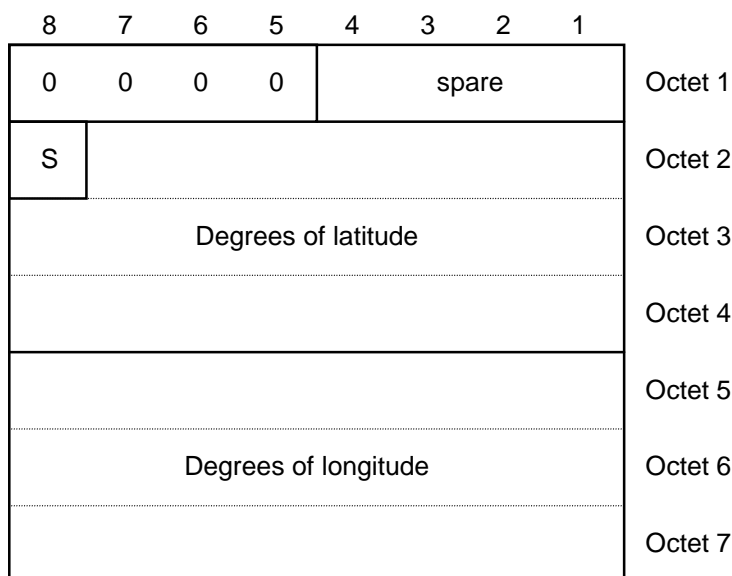 8 7 6 5 4 3 2 1
0 0 0 0 spare Octet 1
S Octet 2
Degrees of latitude Octet 3
Octet 4
Octet 5
Degrees of longitude Octet 6
Octet 7